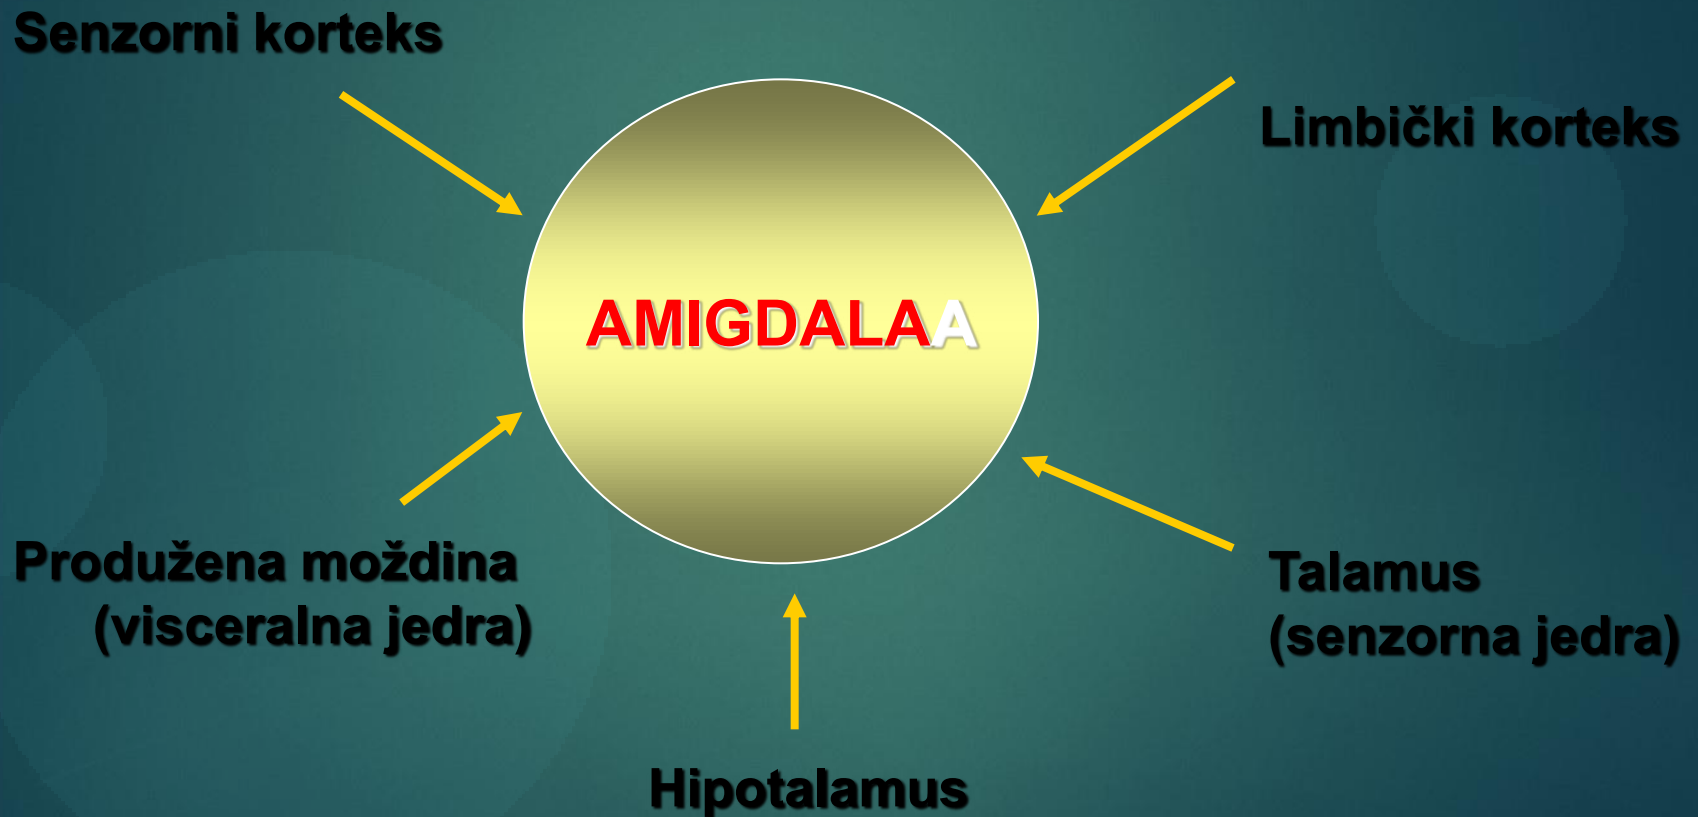 Senzorni korteks
Limbički korteks
AMIGDALAA
Produžena moždina
(visceralna jedra)
Talamus
(senzorna jedra)
Hipotalamus